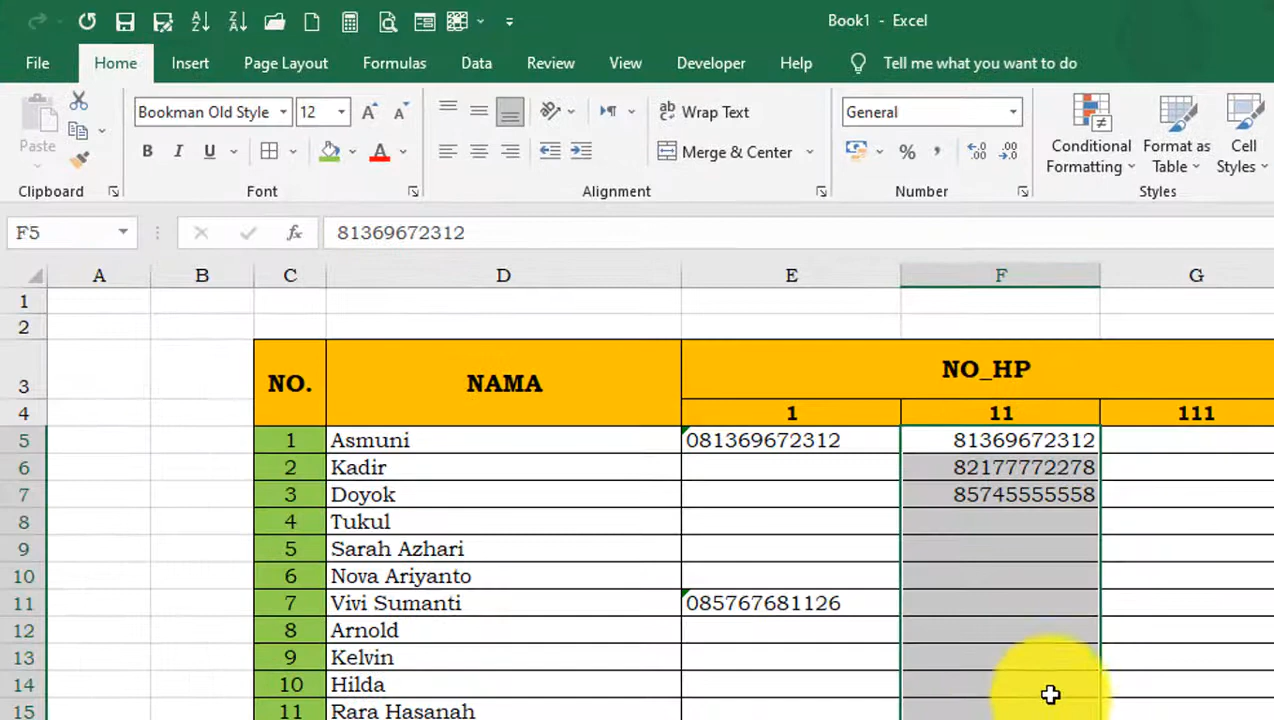 Book1 - Excel
File Home Insert Page Layout Formulas Data Review View Developer Help Tell me what you want to do
Bookman Old Style 12 Wrap Text General
Paste B I U Merge & Center % Conditional Formatting Format as Table Cell Styles
Clipboard Font Alignment Number Styles
F5 fx 81369672312
A B C D E F G
1
2
3 NO. NAMA NO_HP
4 1 11 111
5 1 Asmuni 081369672312 81369672312
6 2 Kadir 82177772278
7 3 Doyok 85745555558
8 4 Tukul
9 5 Sarah Azhari
10 6 Nova Ariyanto
11 7 Vivi Sumanti 085767681126
12 8 Arnold
13 9 Kelvin
14 10 Hilda
15 11 Rara Hasanah